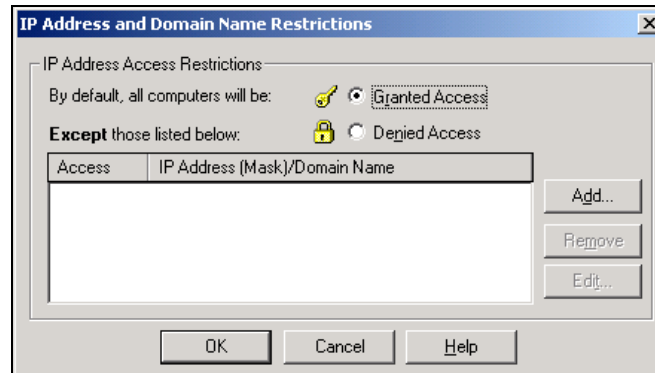 IP Address and Domain Name Restrictions
IP Address Access Restrictions
By default, all computers will be: Granted Access
Except those listed below: Denied Access
Access IP Address (Mask)/Domain Name
Add...
Remove
Edit...
OK Cancel Help